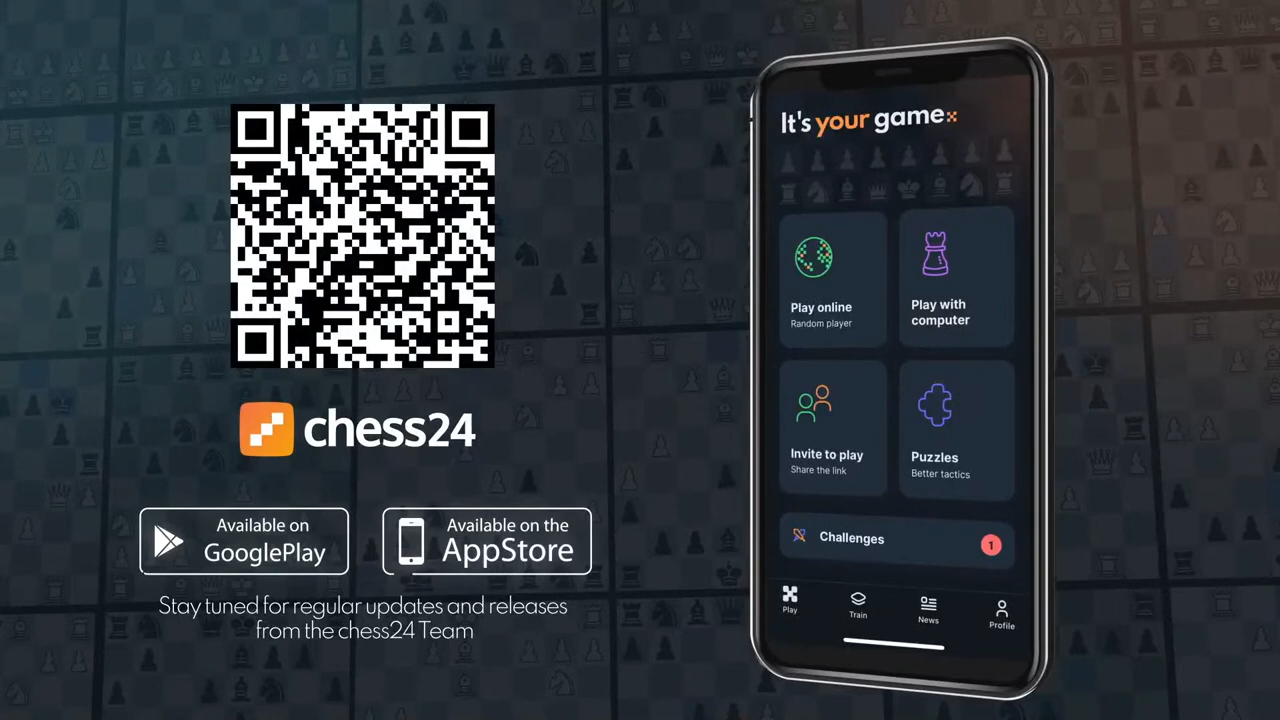 chess24
Available on
GooglePlay
Available on the
AppStore
Stay tuned for regular updates and releases
from the chess24 Team
It's your game
Play online
Random player
Play with
computer
Invite to play
Share the link
Puzzles
Better tactics
Challenges
1
Play
Train
News
Profile